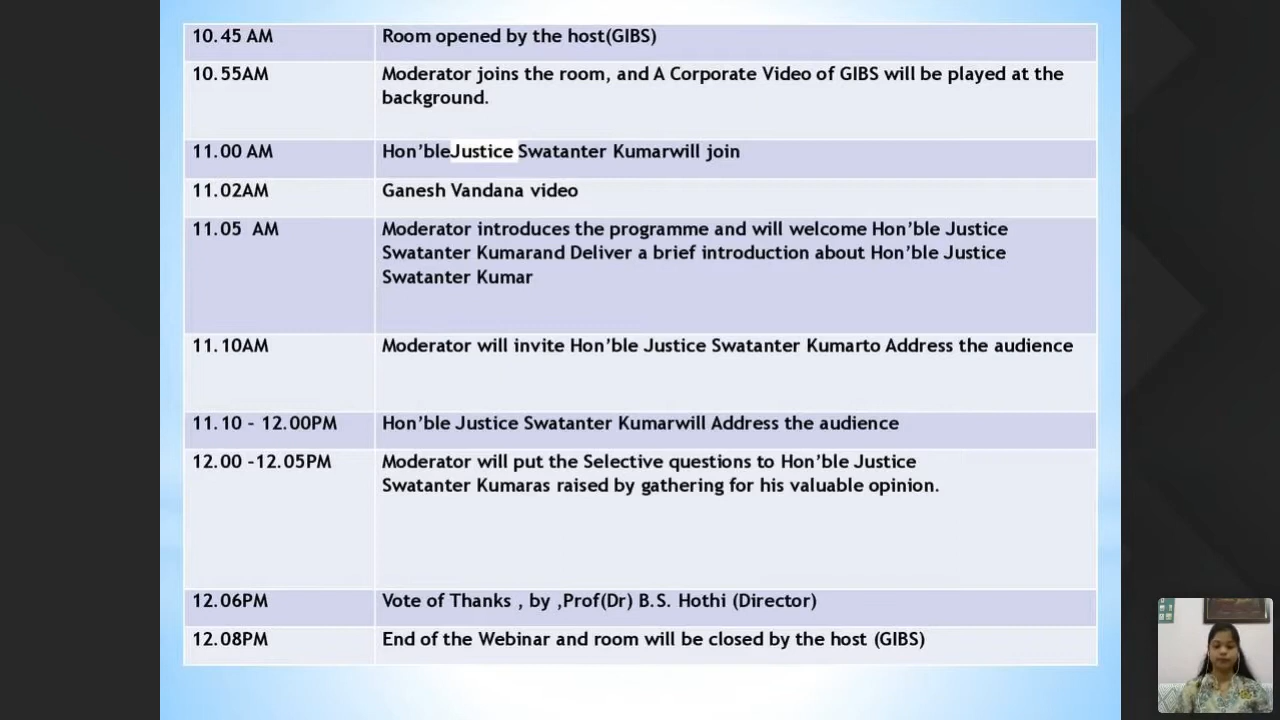 10.45 AM Room opened by the host(GIBS)
10.55AM Moderator joins the room, and A Corporate Video of GIBS will be played at the
background.
11.00 AM Hon’bleJustice Swatanter Kumarwill join
11.02AM Ganesh Vandana video
11.05 AM Moderator introduces the programme and will welcome Hon’ble Justice
Swatanter Kumarand Deliver a brief introduction about Hon’ble Justice
Swatanter Kumar
11.10AM Moderator will invite Hon’ble Justice Swatanter Kumarto Address the audience
11.10 - 12.00PM Hon’ble Justice Swatanter Kumarwill Address the audience
12.00 -12.05PM Moderator will put the Selective questions to Hon’ble Justice
Swatanter Kumaras raised by gathering for his valuable opinion.
12.06PM Vote of Thanks , by ,Prof(Dr) B.S. Hothi (Director)
12.08PM End of the Webinar and room will be closed by the host (GIBS)